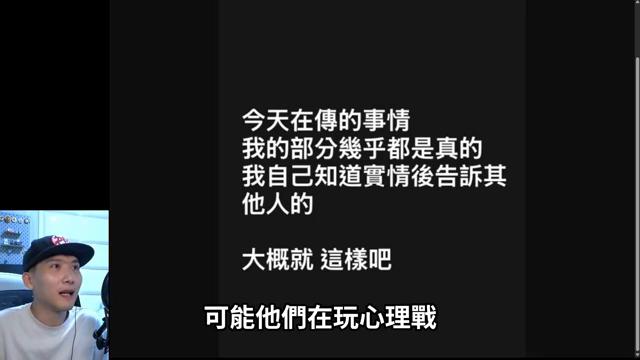 今天在傳的事情
我的部分幾乎都是真的
我自己知道實情後告訴其
他人的
大概就 這樣吧
可能他們在玩心理戰